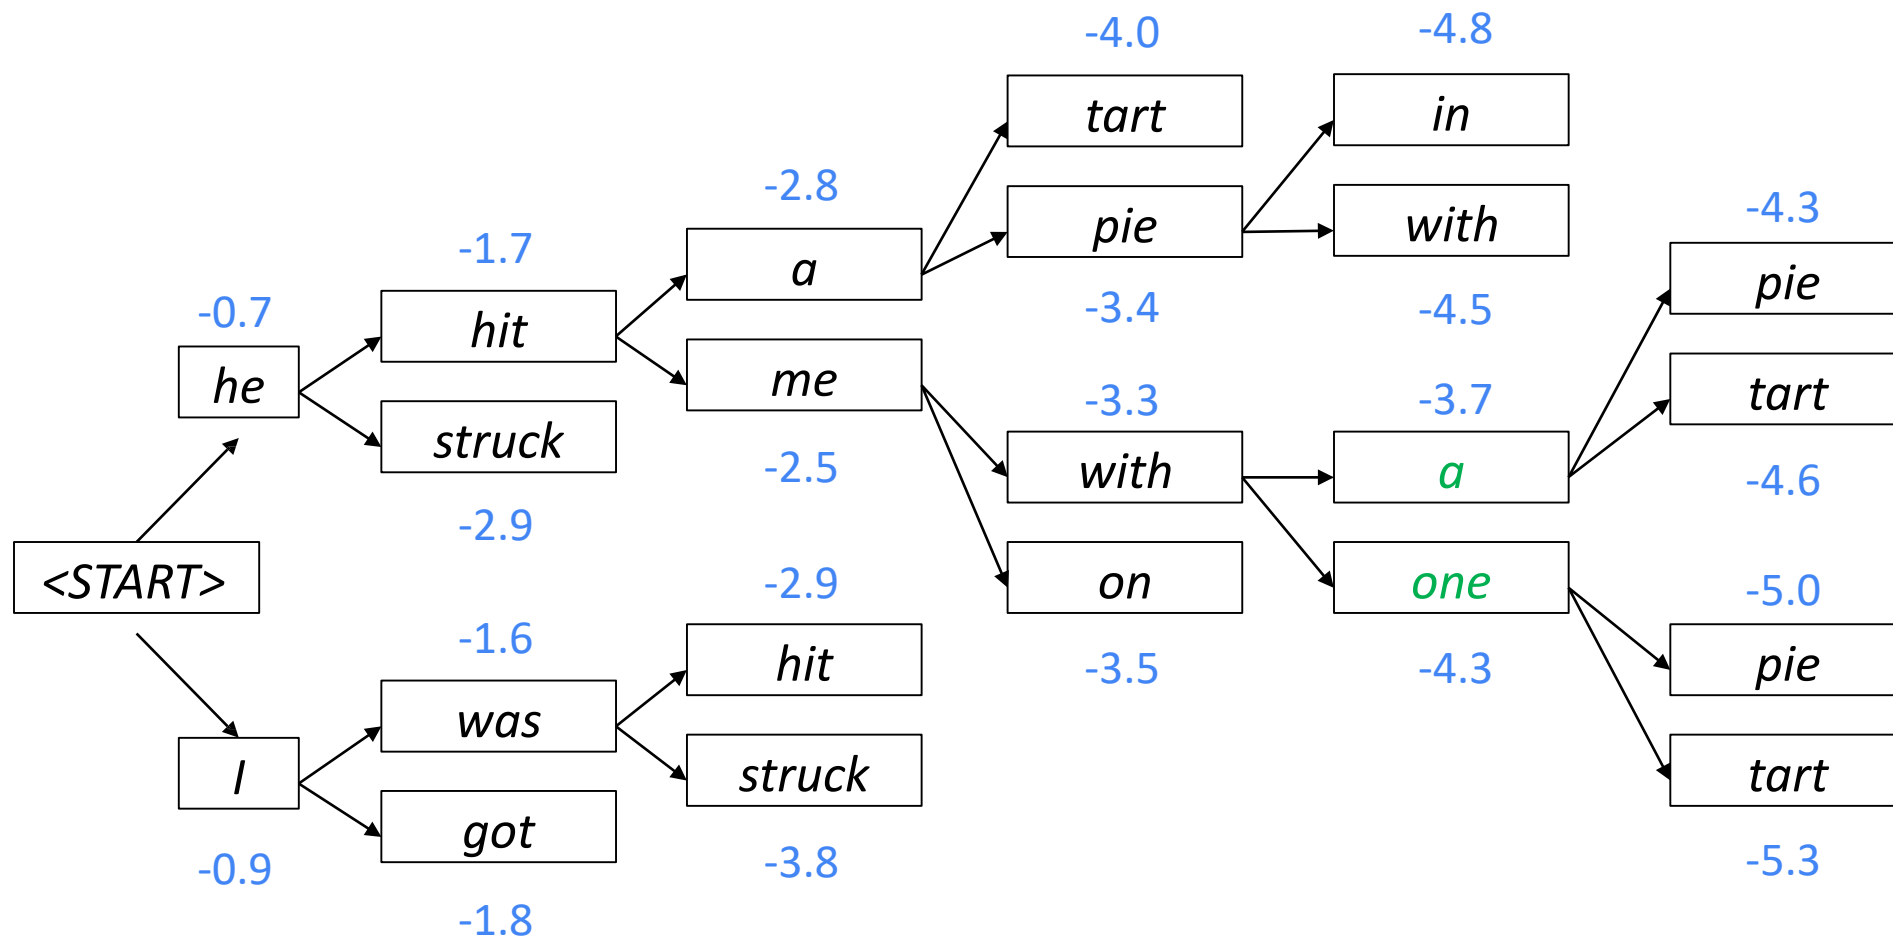 -4.0
-4.8
tart
in
-2.8
pie
with
-4.3
-1.7
a
-3.4
-4.5
pie
-0.7
hit
me
-3.3
-3.7
tart
he
struck
-2.5
with
a
-4.6
-2.9
<START>
-2.9
on
one
-5.0
-1.6
hit
-3.5
-4.3
pie
was
I
struck
tart
got
-0.9
-3.8
-5.3
-1.8